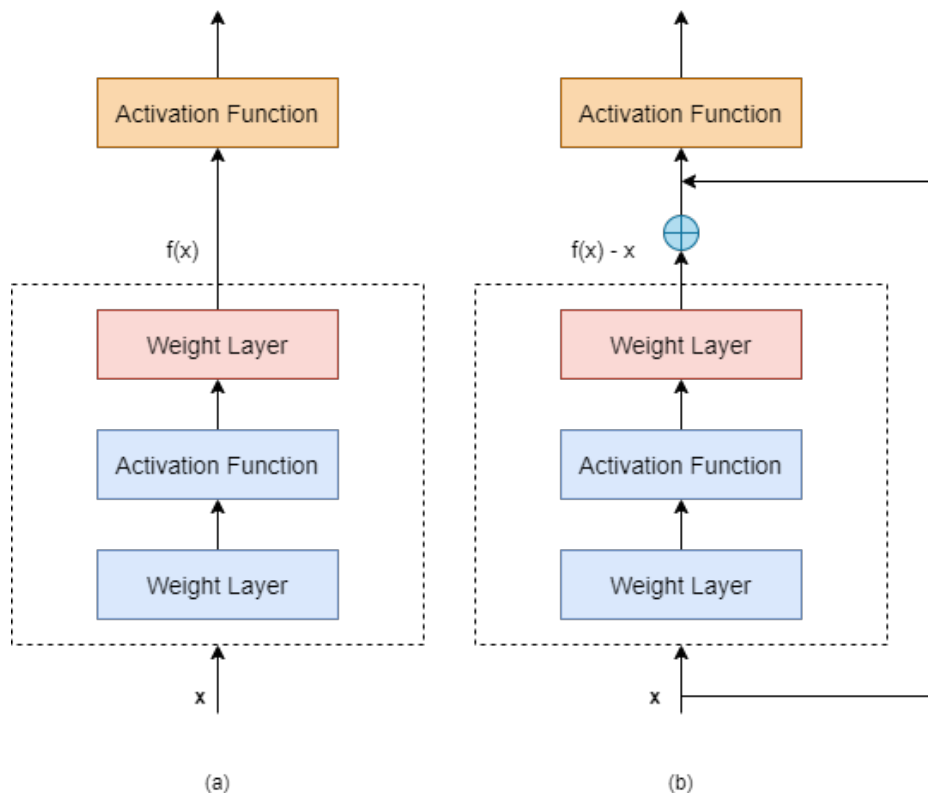 Activation Function
f(x)
Weight Layer
Activation Function
Weight Layer
x
(a)
Activation Function
f(x) - x
Weight Layer
Activation Function
Weight Layer
x
(b)